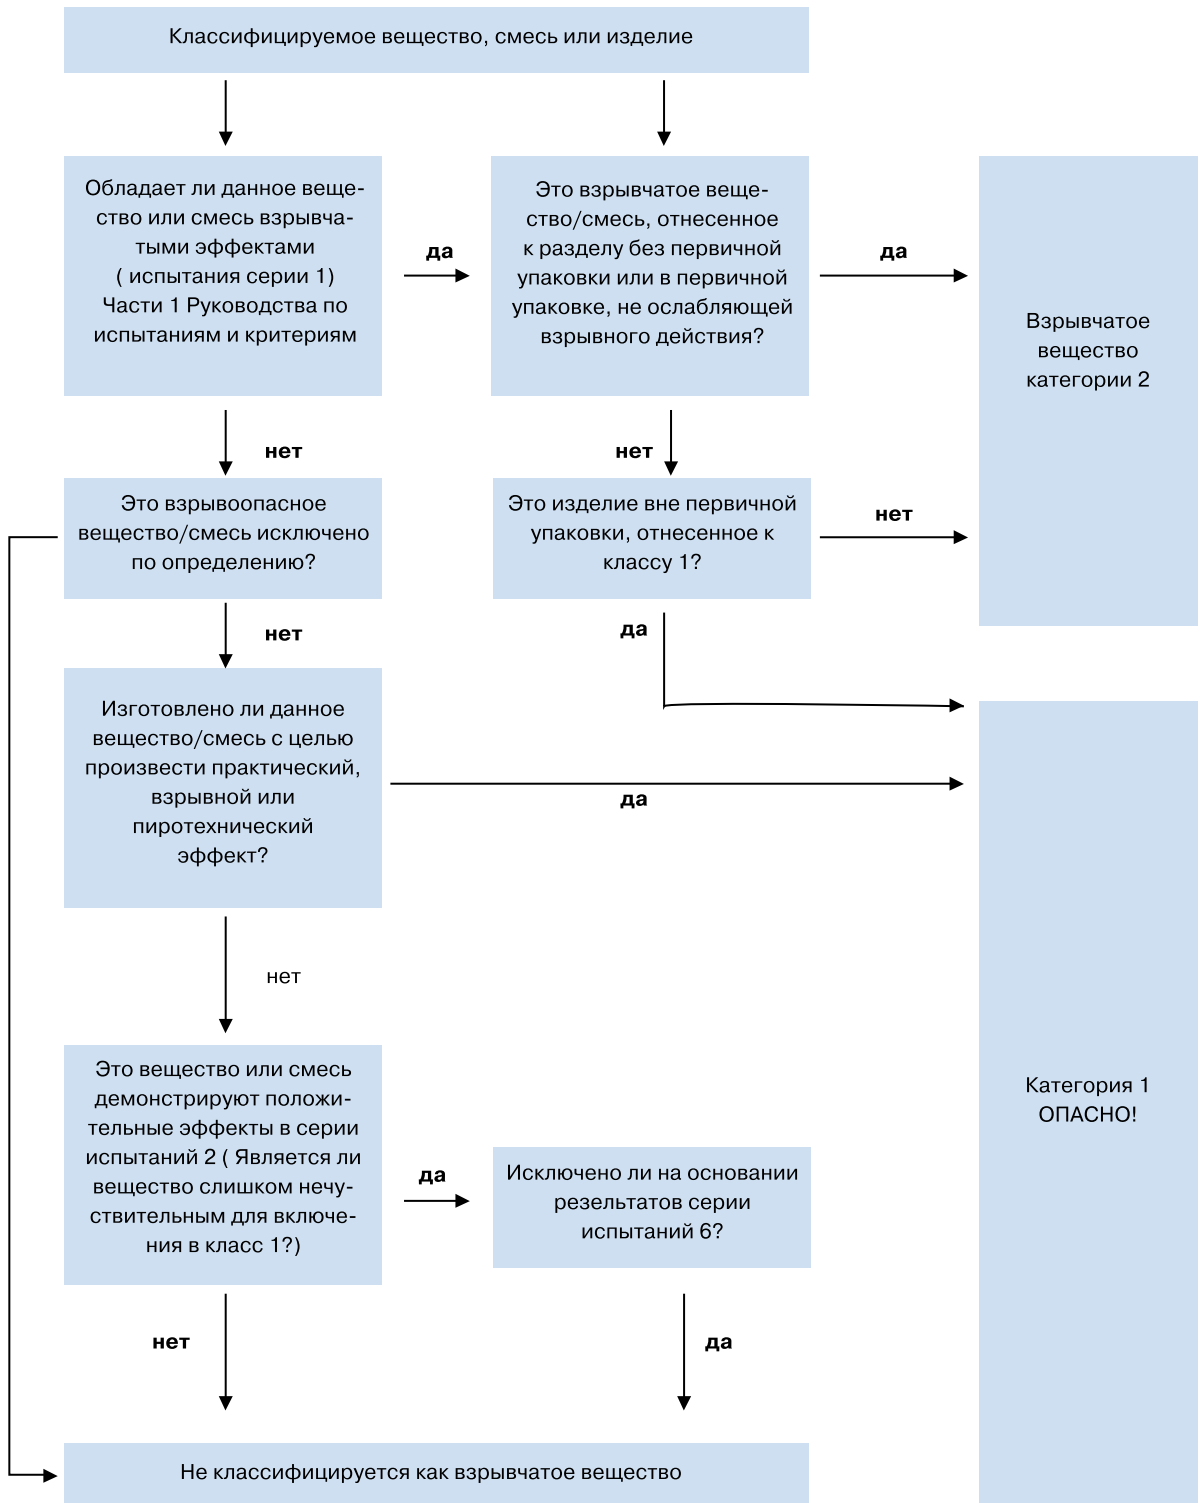 Классифицируемое вещество, смесь или изделие
Обладает ли данное веще-
ство или смесь взрывча-
тыми эффектами
( испытания серии 1)
Части 1 Руководства по
испытаниям и критериям
да
Это взрывчатое веще-
ство/смесь, отнесенное
к разделу без первичной
упаковки или в первичной
упаковке, не ослабляющей
взрывного действия?
да
Взрывчатое
вещество
категории 2
нет
нет
Это взрывоопасное
вещество/смесь исключено
по определению?
Это изделие вне первичной
упаковки, отнесенное к
классу 1?
нет
нет
да
Изготовлено ли данное
вещество/смесь с целью
произвести практический,
взрывной или
пиротехнический
эффект?
да
нет
Категория 1
ОПАСНО!
Это вещество или смесь
демонстрируют положи-
тельные эффекты в серии
испытаний 2 ( Является ли
вещество слишком нечу-
ствительным для включе-
ния в класс 1?)
да
Исключено ли на основании
резельтатов серии
испытаний 6?
нет
да
Не классифицируется как взрывчатое вещество